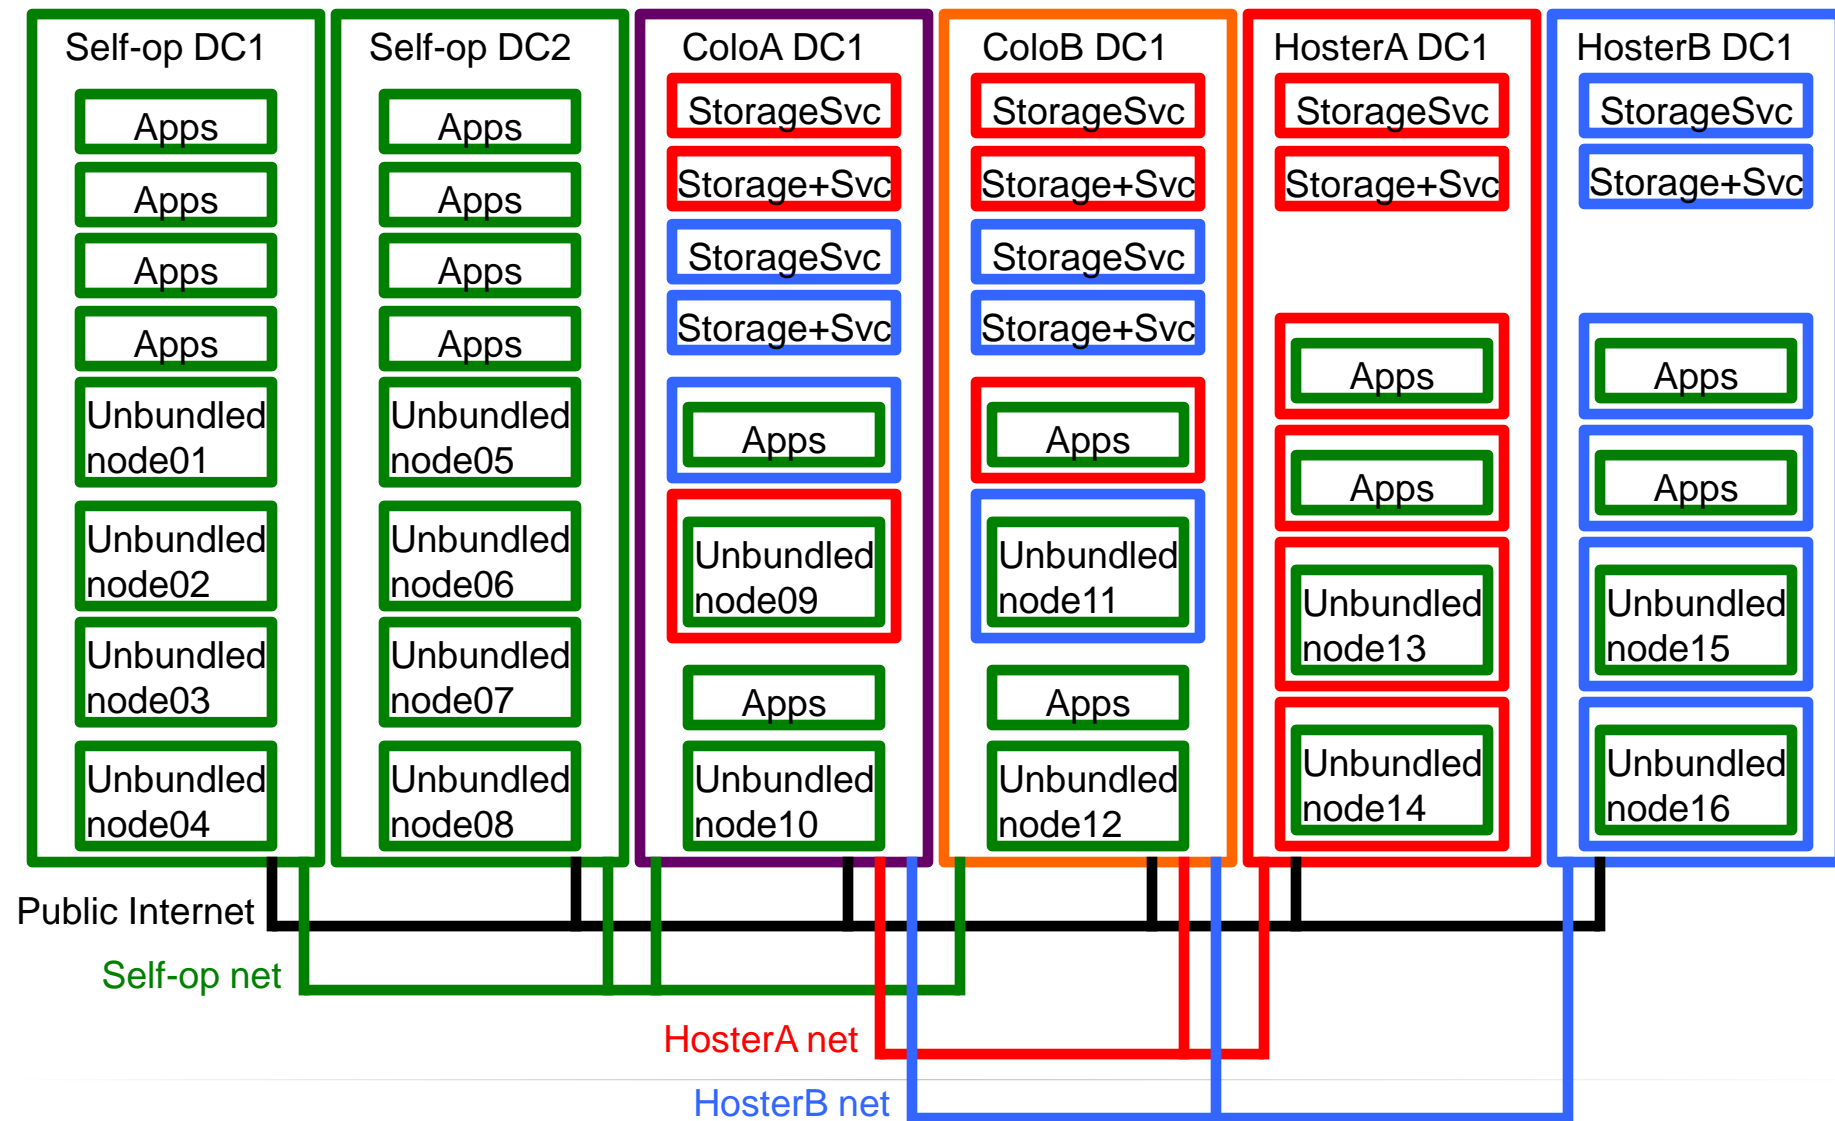 Self-op DC1
Apps
Apps
Apps
Apps
Unbundled
node01
Unbundled
node02
Unbundled
node03
Unbundled
node04
Self-op DC2
Apps
Apps
Apps
Apps
Unbundled
node05
Unbundled
node06
Unbundled
node07
Unbundled
node08
ColoA DC1
StorageSvc
Storage+Svc
StorageSvc
Storage+Svc
Apps
Unbundled
node09
Apps
Unbundled
node10
ColoB DC1
StorageSvc
Storage+Svc
StorageSvc
Storage+Svc
Apps
Unbundled
node11
Apps
Unbundled
node12
HosterA DC1
StorageSvc
Storage+Svc
Apps
Apps
Unbundled
node13
Unbundled
node14
HosterB DC1
StorageSvc
Storage+Svc
Apps
Apps
Unbundled
node15
Unbundled
node16
Public Internet
Self-op net
HosterA net
HosterB net